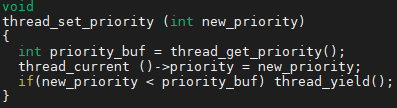 void
thread_set_priority (int new_priority)
{
  int priority_buf = thread_get_priority();
  thread_current ()->priority = new_priority;
  if(new_priority < priority_buf) thread_yield();
}